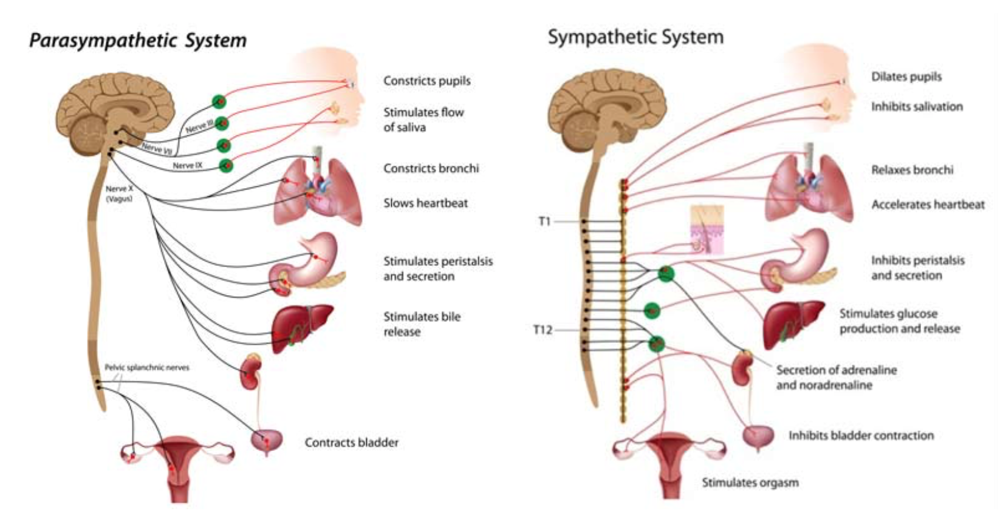 Parasympathetic System
Constricts pupils
Stimulates flow
of saliva
Nerve III
Nerve VII
Nerve IX
Constricts bronchi
Nerve X
(Vagus)
Slows heartbeat
Stimulates peristalsis
and secretion
Stimulates bile
release
Pelvic splanchnic nerves
Contracts bladder
Sympathetic System
Dilates pupils
Inhibits salivation
Relaxes bronchi
Accelerates heartbeat
T1
Inhibits peristalsis
and secretion
Stimulates glucose
production and release
T12
Secretion of adrenaline
and noradrenaline
Inhibits bladder contraction
Stimulates orgasm